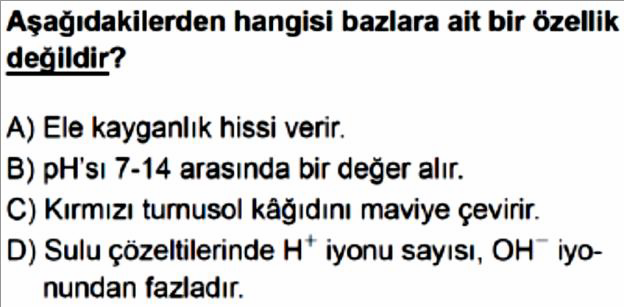 Aşağıdakilerden hangisi bazlara ait bir özellik
değildir?
A) Ele kayganlık hissi verir.
B) pH'sı 7-14 arasında bir değer alır.
C) Kırmızı turnusol kâğıdını maviye çevirir.
D) Sulu çözeltilerinde H⁺ iyonu sayısı, OH⁻ iyo-
nundan fazladır.